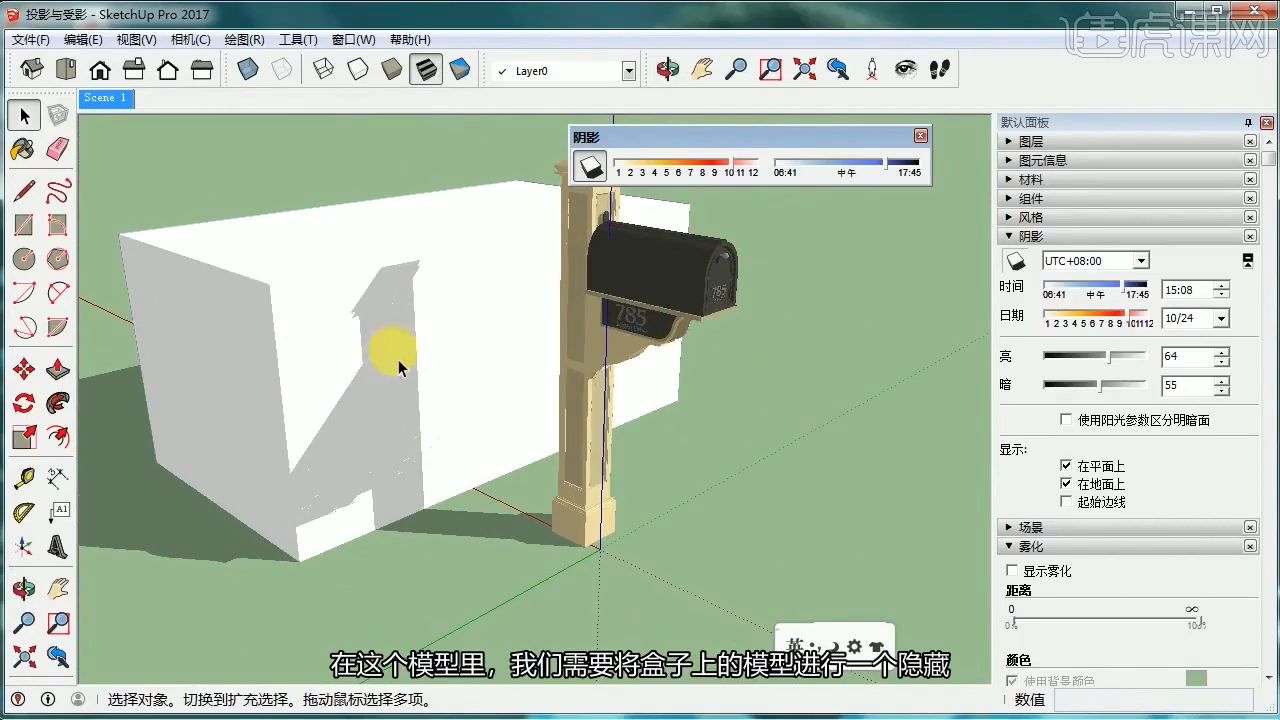 投影与受影 - SketchUp Pro 2017
虎课网
文件(F) 编辑(E) 视图(V) 相机(C) 绘图(R) 工具(T) 窗口(W) 帮助(H)
Layer0
Scene 1
阴影
1 2 3 4 5 6 7 8 9 10 11 12 06:41 中午 17:45
785
785
默认面板
图层
图元信息
材料
组件
风格
阴影
UTC+08:00
时间 06:41 中午 17:45 15:08
日期 1 2 3 4 5 6 7 8 9 101112 10/24
亮 64
暗 55
使用阳光参数区分明暗面
显示:
在平面上
在地面上
起始边线
场景
雾化
显示雾化
距离
0 ∞
颜色
使用背景颜色
A1
英
在这个模型里，我们需要将盒子上的模型进行一个隐藏
选择对象。切换到扩充选择。拖动鼠标选择多项。
数值